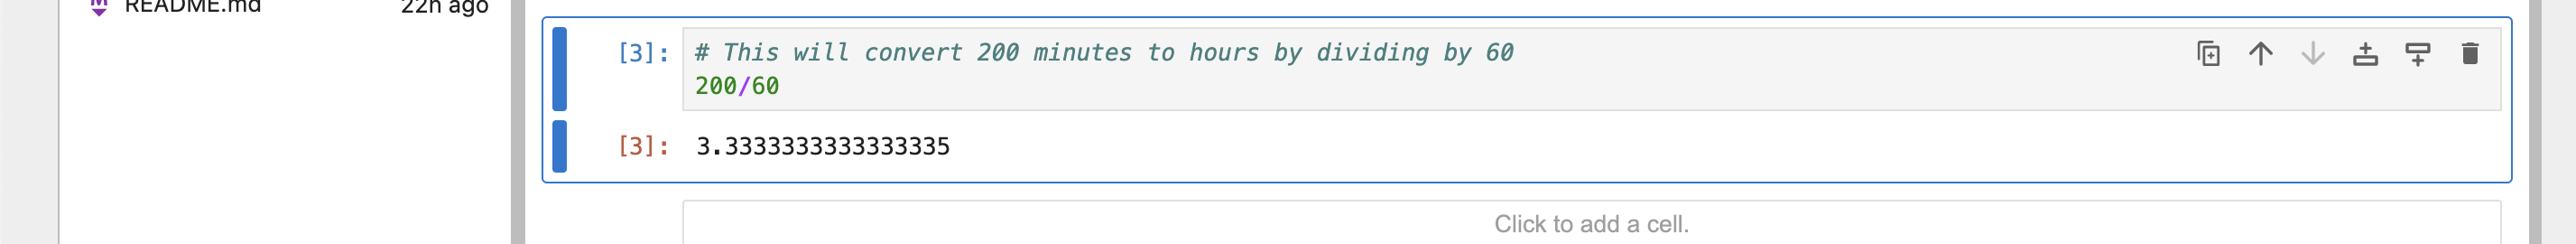 README.md 22h ago
[3]: # This will convert 200 minutes to hours by dividing by 60
200/60
[3]: 3.3333333333333335
Click to add a cell.